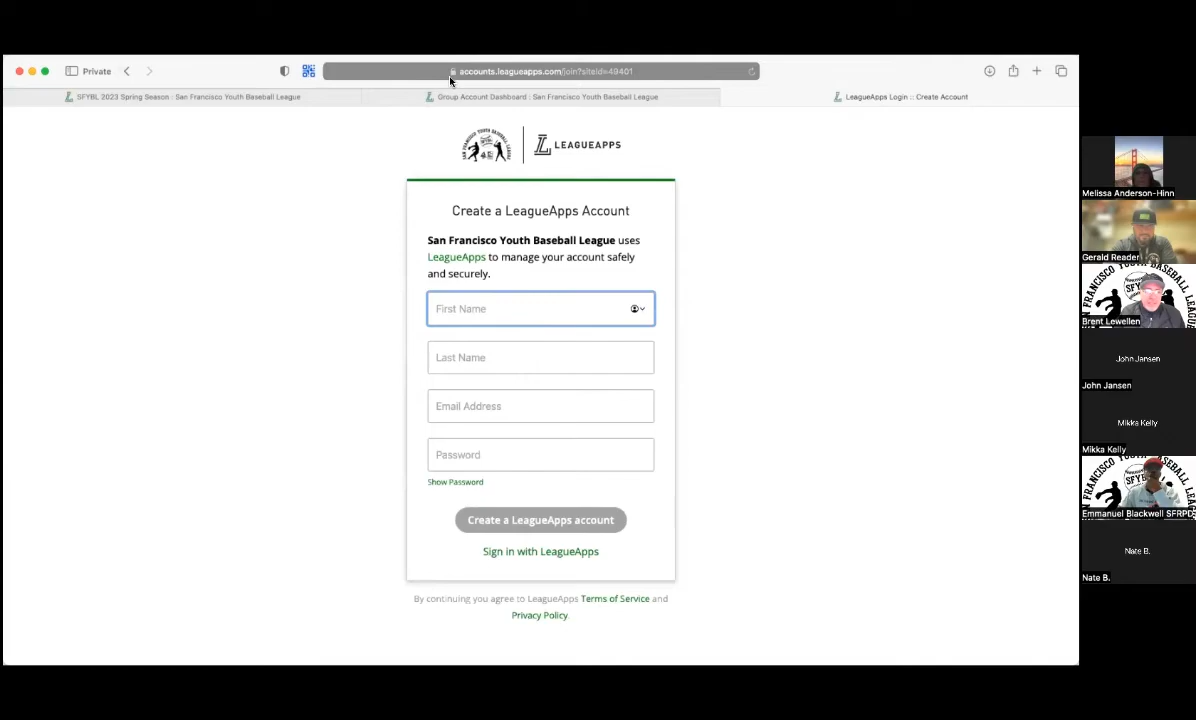 Private
accounts.leagueapps.com/join?siteId=49401
SFYBL 2023 Spring Season : San Francisco Youth Baseball League
Group Account Dashboard : San Francisco Youth Baseball League
LeagueApps Login :: Create Account
LEAGUEAPPS
Create a LeagueApps Account
San Francisco Youth Baseball League uses
LeagueApps to manage your account safely
and securely.
First Name
Last Name
Email Address
Password
Show Password
Create a LeagueApps account
Sign in with LeagueApps
By continuing you agree to LeagueApps Terms of Service and
Privacy Policy.
Melissa Anderson-Hinn
Gerald Reader
Brent Lewellen
John Jansen
John Jansen
Mikka Kelly
Mikka Kelly
Emmanuel Blackwell SFRPD
Nate B.
Nate B.